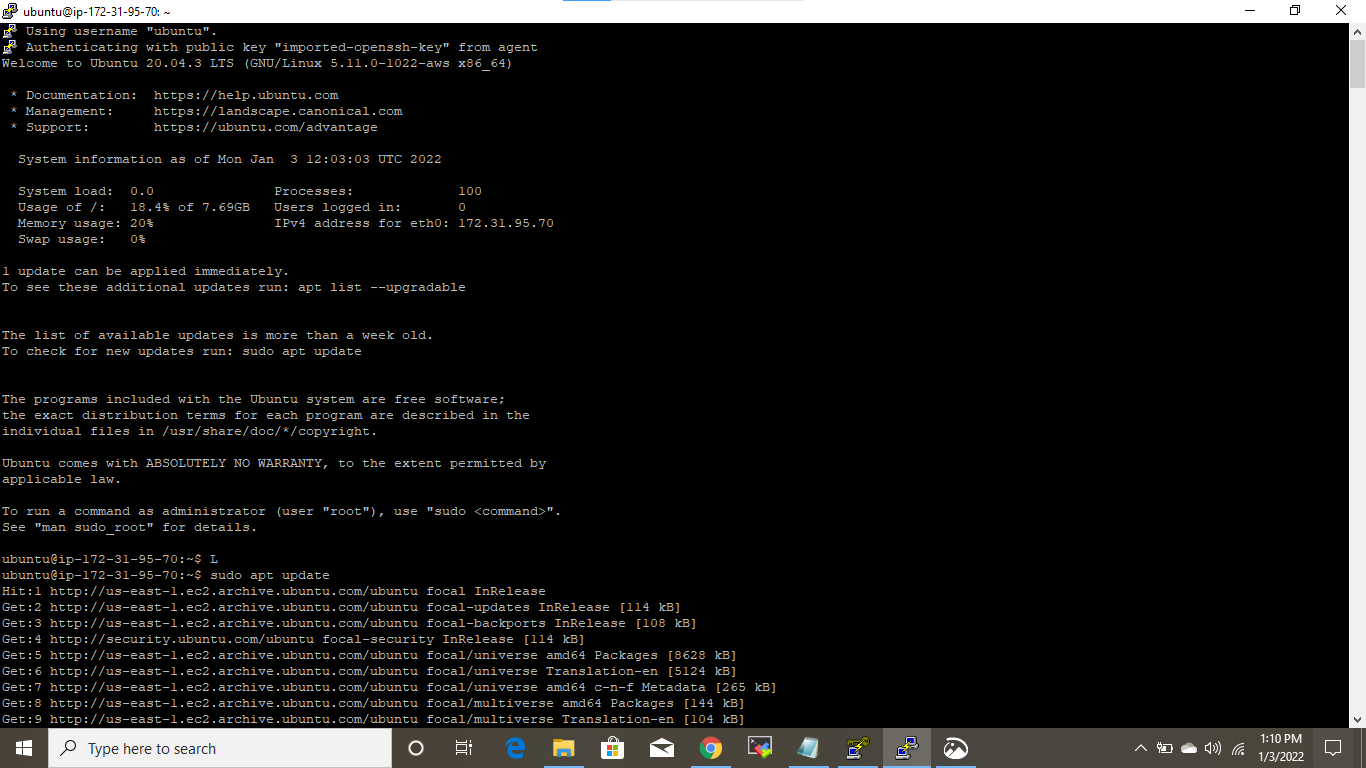 ubuntu@ip-172-31-95-70: ~
Using username "ubuntu".
Authenticating with public key "imported-openssh-key" from agent
Welcome to Ubuntu 20.04.3 LTS (GNU/Linux 5.11.0-1022-aws x86_64)
* Documentation:  https://help.ubuntu.com
* Management:     https://landscape.canonical.com
* Support:        https://ubuntu.com/advantage
System information as of Mon Jan  3 12:03:03 UTC 2022
System load:  0.0               Processes:             100
Usage of /:   18.4% of 7.69GB   Users logged in:       0
Memory usage: 20%               IPv4 address for eth0: 172.31.95.70
Swap usage:   0%
1 update can be applied immediately.
To see these additional updates run: apt list --upgradable
The list of available updates is more than a week old.
To check for new updates run: sudo apt update
The programs included with the Ubuntu system are free software;
the exact distribution terms for each program are described in the
individual files in /usr/share/doc/*/copyright.
Ubuntu comes with ABSOLUTELY NO WARRANTY, to the extent permitted by
applicable law.
To run a command as administrator (user "root"), use "sudo <command>".
See "man sudo_root" for details.
ubuntu@ip-172-31-95-70:~$ L
ubuntu@ip-172-31-95-70:~$ sudo apt update
Hit:1 http://us-east-1.ec2.archive.ubuntu.com/ubuntu focal InRelease
Get:2 http://us-east-1.ec2.archive.ubuntu.com/ubuntu focal-updates InRelease [114 kB]
Get:3 http://us-east-1.ec2.archive.ubuntu.com/ubuntu focal-backports InRelease [108 kB]
Get:4 http://security.ubuntu.com/ubuntu focal-security InRelease [114 kB]
Get:5 http://us-east-1.ec2.archive.ubuntu.com/ubuntu focal/universe amd64 Packages [8628 kB]
Get:6 http://us-east-1.ec2.archive.ubuntu.com/ubuntu focal/universe Translation-en [5124 kB]
Get:7 http://us-east-1.ec2.archive.ubuntu.com/ubuntu focal/universe amd64 c-n-f Metadata [265 kB]
Get:8 http://us-east-1.ec2.archive.ubuntu.com/ubuntu focal/multiverse amd64 Packages [144 kB]
Get:9 http://us-east-1.ec2.archive.ubuntu.com/ubuntu focal/multiverse Translation-en [104 kB]
Type here to search
1:10 PM
1/3/2022